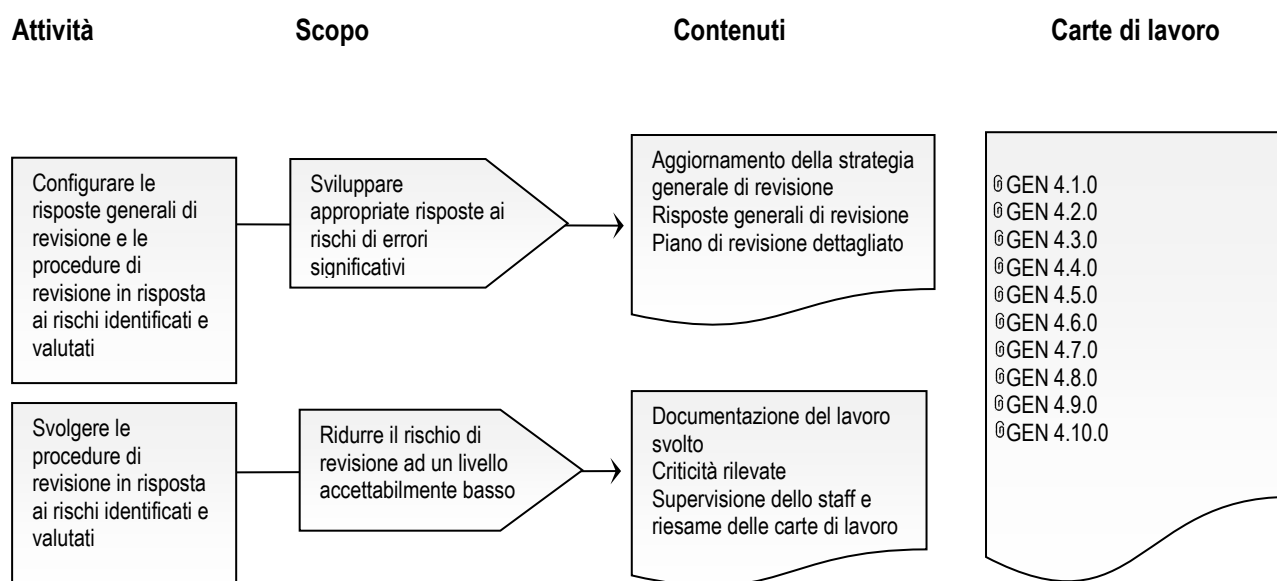 Attività
Scopo
Contenuti
Carte di lavoro
Configurare le
risposte generali di
revisione e le
procedure di
revisione in risposta
ai rischi identificati e
valutati
Sviluppare
appropriate risposte ai
rischi di errori
significativi
Aggiornamento della strategia
generale di revisione
Risposte generali di revisione
Piano di revisione dettagliato
GEN 4.1.0
GEN 4.2.0
GEN 4.3.0
GEN 4.4.0
GEN 4.5.0
GEN 4.6.0
GEN 4.7.0
GEN 4.8.0
GEN 4.9.0
GEN 4.10.0
Svolgere le
procedure di
revisione in risposta
ai rischi identificati e
valutati
Ridurre il rischio di
revisione ad un livello
accettabilmente basso
Documentazione del lavoro
svolto
Criticità rilevate
Supervisione dello staff e
riesame delle carte di lavoro